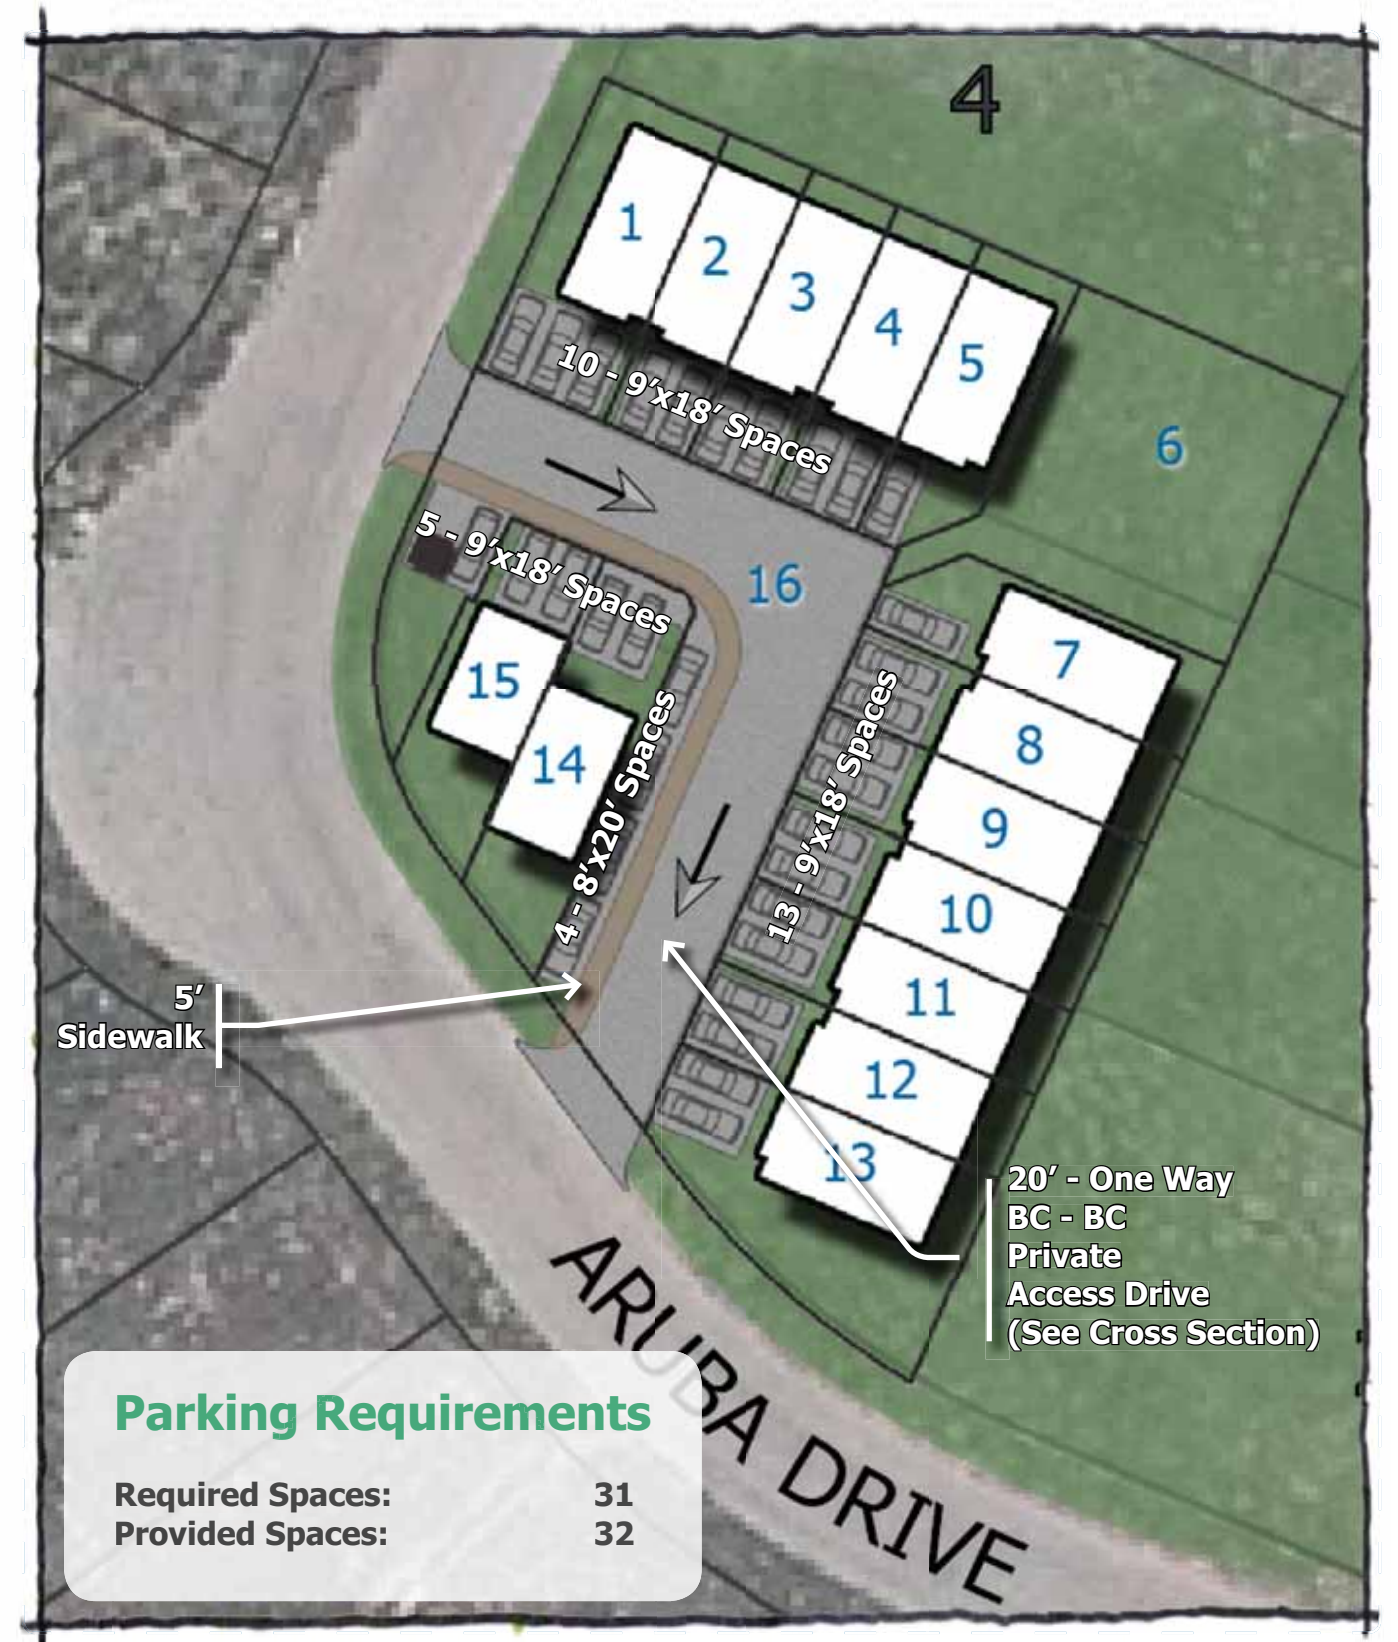 4
1
2
3
4
5
6
10 - 9'x18' Spaces
5 - 9'x18' Spaces
16
7
8
9
10
11
12
13
15
14
4 - 8'x20' Spaces
13 - 9'x18' Spaces
5'
Sidewalk
20' - One Way
BC - BC
Private
Access Drive
(See Cross Section)
ARUBA DRIVE
Parking Requirements
Required Spaces: 31
Provided Spaces: 32